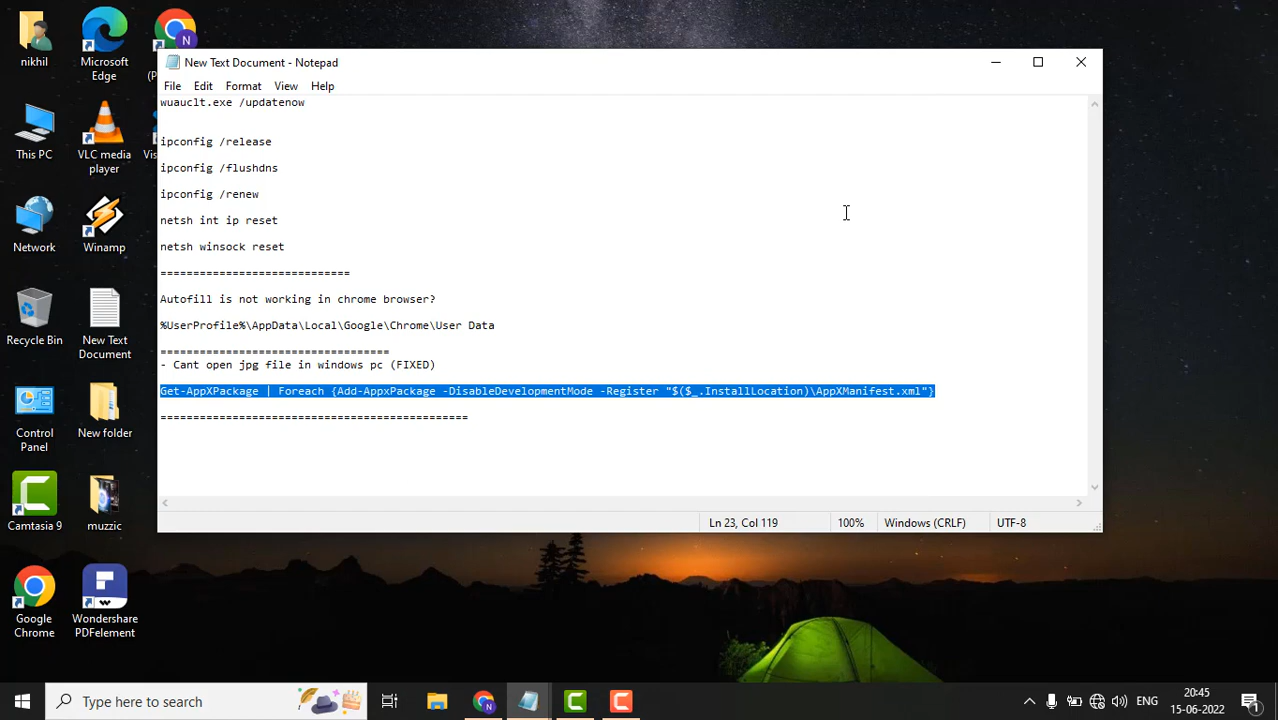 nikhil
Microsoft Edge
N
(P
New Text Document - Notepad
File Edit Format View Help
wuauclt.exe /updatenow
ipconfig /release
ipconfig /flushdns
ipconfig /renew
netsh int ip reset
netsh winsock reset
=============================
Autofill is not working in chrome browser?
%UserProfile%\AppData\Local\Google\Chrome\User Data
===================================
- Cant open jpg file in windows pc (FIXED)
Get-AppXPackage | Foreach {Add-AppxPackage -DisableDevelopmentMode -Register "$($_.InstallLocation)\AppXManifest.xml"}
===============================================
Ln 23, Col 119
100%
Windows (CRLF)
UTF-8
This PC
VLC media player
Vis
Network
Winamp
Recycle Bin
New Text Document
Control Panel
New folder
Camtasia 9
muzzic
Google Chrome
Wondershare PDFelement
Type here to search
N
ENG
20:45
15-06-2022
1